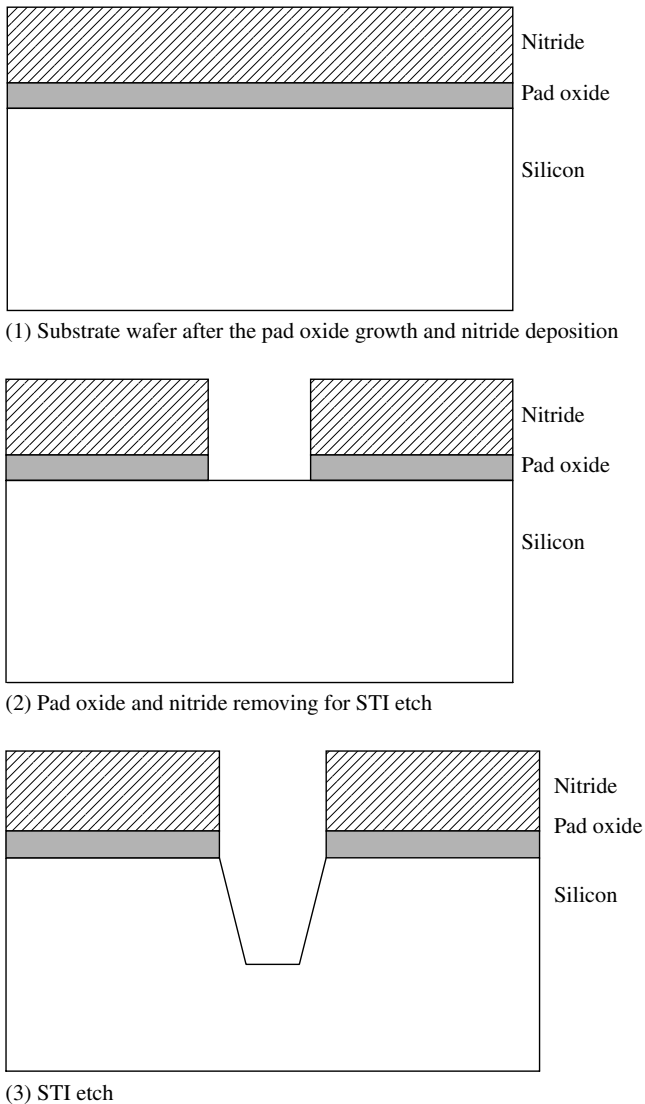 Nitride
Pad oxide
Silicon
(1) Substrate wafer after the pad oxide growth and nitride deposition
Nitride
Pad oxide
Silicon
(2) Pad oxide and nitride removing for STI etch
Nitride
Pad oxide
Silicon
(3) STI etch